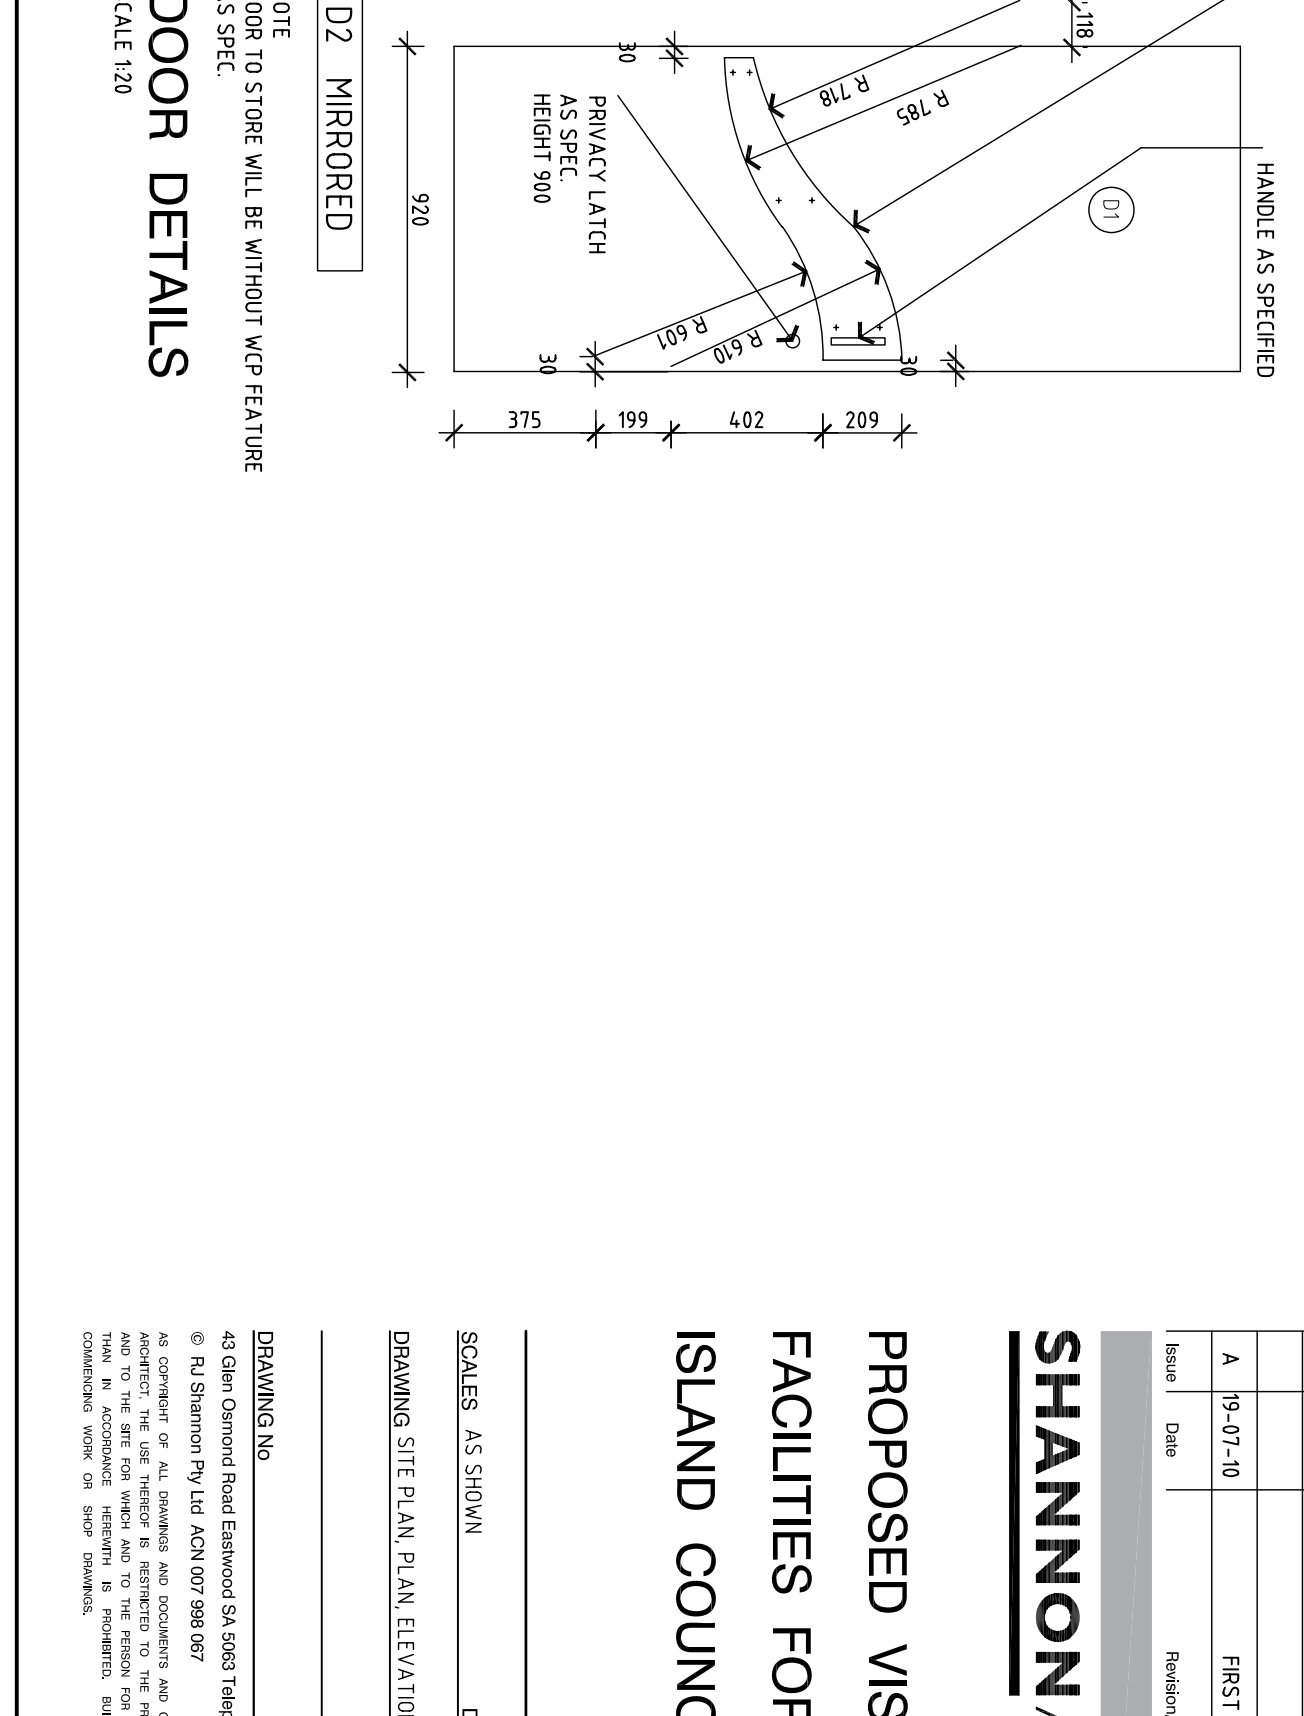 118
HANDLE AS SPECIFIED
D1
R 718
R 785
30
PRIVACY LATCH
AS SPEC.
HEIGHT 900
R 601
R 610
30
30
920
375
199
402
209
D2 MIRRORED
OTE
OOR TO STORE WILL BE WITHOUT WCP FEATURE
AS SPEC.
DOOR DETAILS
CALE 1:20
A 19-07-10 FIRST
Issue Date Revision
SHANNON
PROPOSED VIS
FACILITIES FOR
ISLAND COUNC
SCALES AS SHOWN
DRAWING SITE PLAN, PLAN, ELEVATION
DRAWING No
43 Glen Osmond Road Eastwood SA 5063 Telep
© RJ Shannon Pty Ltd ACN 007 998 067
AS COPYRIGHT OF ALL DRAWINGS AND DOCUMENTS AND
ARCHITECT, THE USE THEREOF IS RESTRICTED TO THE PR
AND TO THE SITE FOR WHICH AND TO THE PERSON FOR
THAN IN ACCORDANCE HEREWITH IS PROHIBITED. BUI
COMMENCING WORK OR SHOP DRAWINGS.